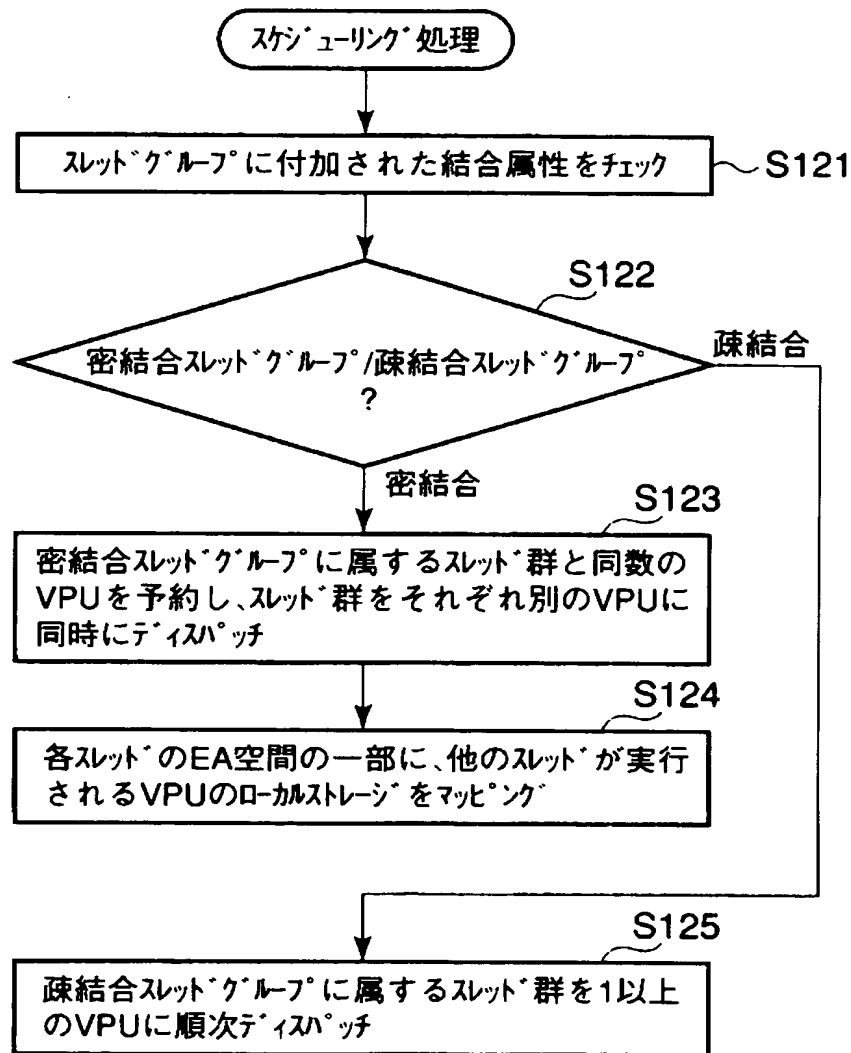 スケジューリング処理
スレッドグループに付加された結合属性をチェック
S121
S122
密結合スレッドグループ/疎結合スレッドグループ
?
疎結合
密結合
S123
密結合スレッドグループに属するスレッド群と同数の
VPUを予約し、スレッド群をそれぞれ別のVPUに
同時にディスパッチ
S124
各スレッドのEA空間の一部に、他のスレッドが実行
されるVPUのローカルストレージをマッピング
S125
疎結合スレッドグループに属するスレッド群を1以上
のVPUに順次ディスパッチ